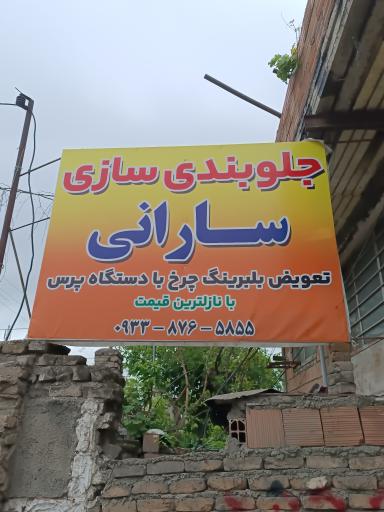 جلوبندی سازی
سارانی
تعویض بلبرینگ چرخ با دستگاه پرس
با نازلترین قیمت
۰۹۳۳ - ۸۷۶ - ۵۸۵۵